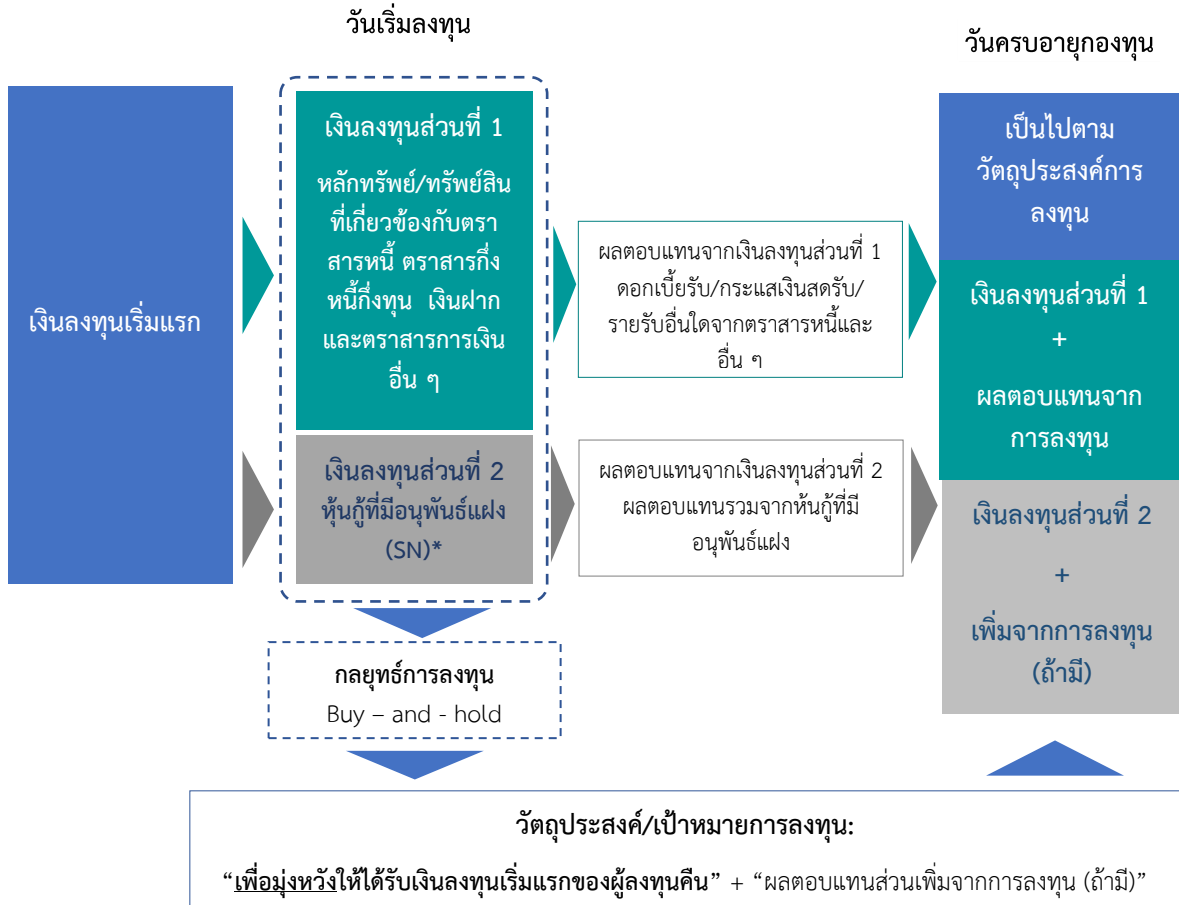 วันเริ่มลงทุน
วันครบอายุกองทุน
เงินลงทุนเริ่มแรก
เงินลงทุนส่วนที่ 1
หลักทรัพย์/ทรัพย์สิน
ที่เกี่ยวข้องกับตรา
สารหนี้ ตราสารกึ่ง
หนี้กึ่งทุน เงินฝาก
และตราสารการเงิน
อื่น ๆ
เงินลงทุนส่วนที่ 2
หุ้นกู้ที่มีอนุพันธ์แฝง
(SN)*
ผลตอบแทนจากเงินลงทุนส่วนที่ 1
ดอกเบี้ยรับ/กระแสเงินสดรับ/
รายรับอื่นใดจากตราสารหนี้และ
อื่น ๆ
ผลตอบแทนจากเงินลงทุนส่วนที่ 2
ผลตอบแทนรวมจากหุ้นกู้ที่มี
อนุพันธ์แฝง
เป็นไปตาม
วัตถุประสงค์การ
ลงทุน
เงินลงทุนส่วนที่ 1
+
ผลตอบแทนจาก
การลงทุน
เงินลงทุนส่วนที่ 2
+
เพิ่มจากการลงทุน
(ถ้ามี)
กลยุทธ์การลงทุน
Buy – and - hold
วัตถุประสงค์/เป้าหมายการลงทุน:
“เพื่อมุ่งหวังให้ได้รับเงินลงทุนเริ่มแรกของผู้ลงทุนคืน” + “ผลตอบแทนส่วนเพิ่มจากการลงทุน (ถ้ามี)”